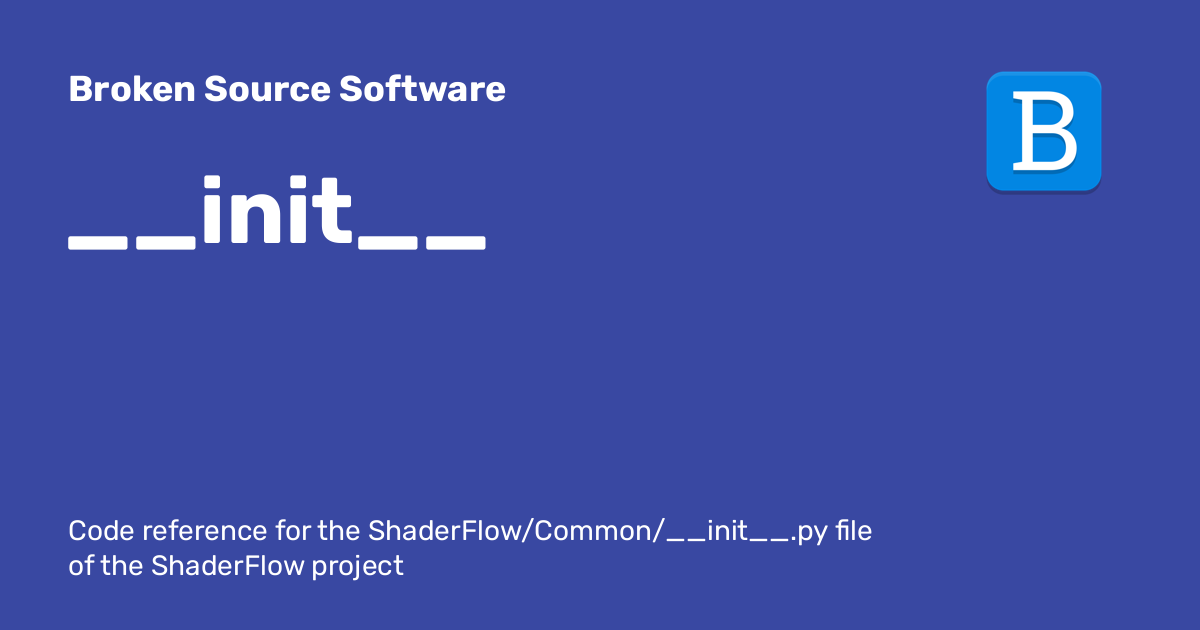 Broken Source Software
B
__init__
Code reference for the ShaderFlow/Common/__init__.py file
of the ShaderFlow project